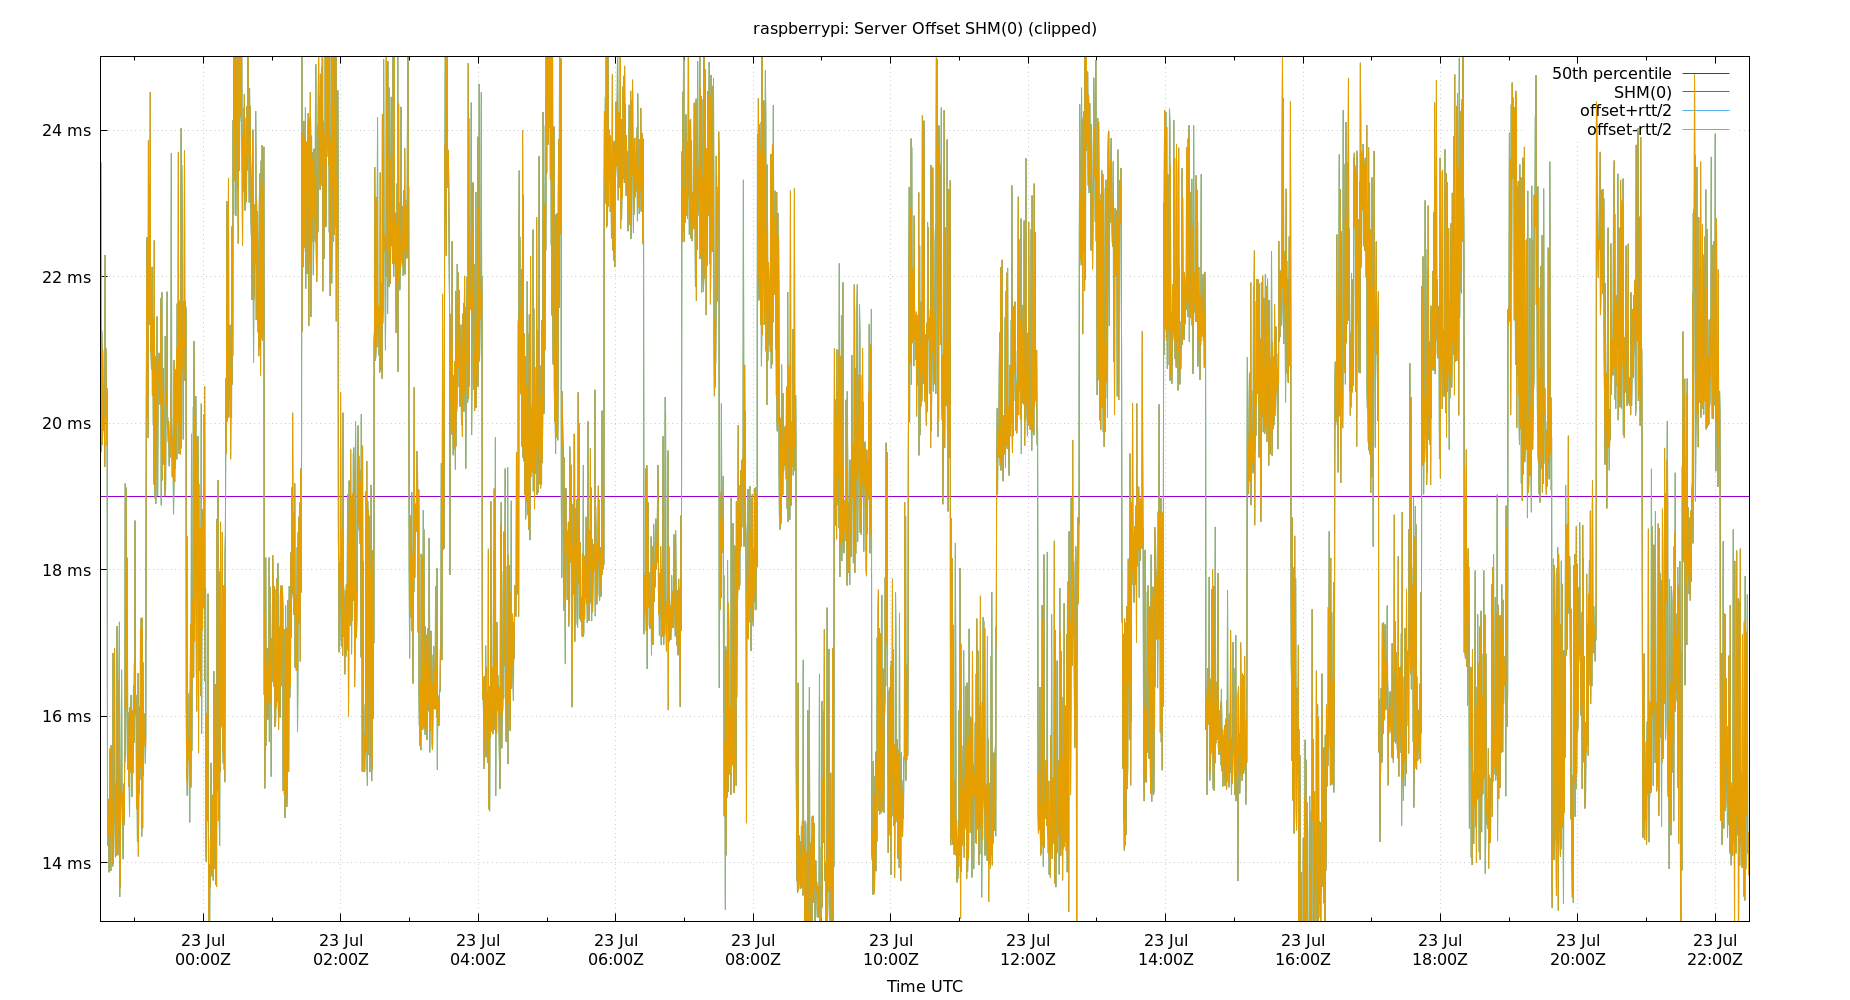 raspberrypi: Server Offset SHM(0) (clipped)
50th percentile
SHM(0)
offset+rtt/2
offset-rtt/2
24 ms
22 ms
20 ms
18 ms
16 ms
14 ms
23 Jul 23 Jul 23 Jul 23 Jul 23 Jul 23 Jul 23 Jul 23 Jul 23 Jul 23 Jul 23 Jul 23 Jul
00:00Z 02:00Z 04:00Z 06:00Z 08:00Z 10:00Z 12:00Z 14:00Z 16:00Z 18:00Z 20:00Z 22:00Z
Time UTC